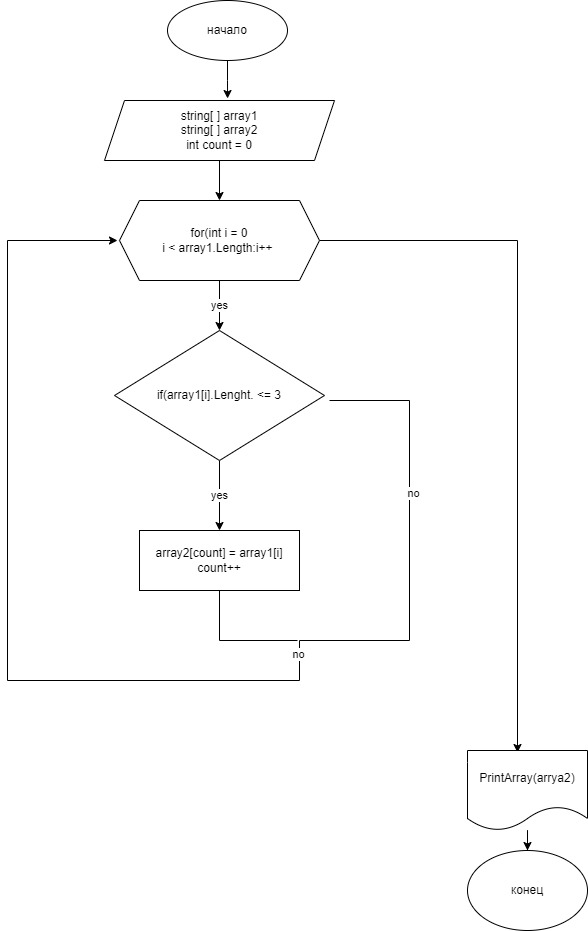 начало
string[ ] array1
string[ ] array2
int count = 0
for(int i = 0
i < array1.Length:i++
yes
if(array1[i].Lenght. <= 3
yes
no
array2[count] = array1[i]
count++
no
PrintArray(arrya2)
конец